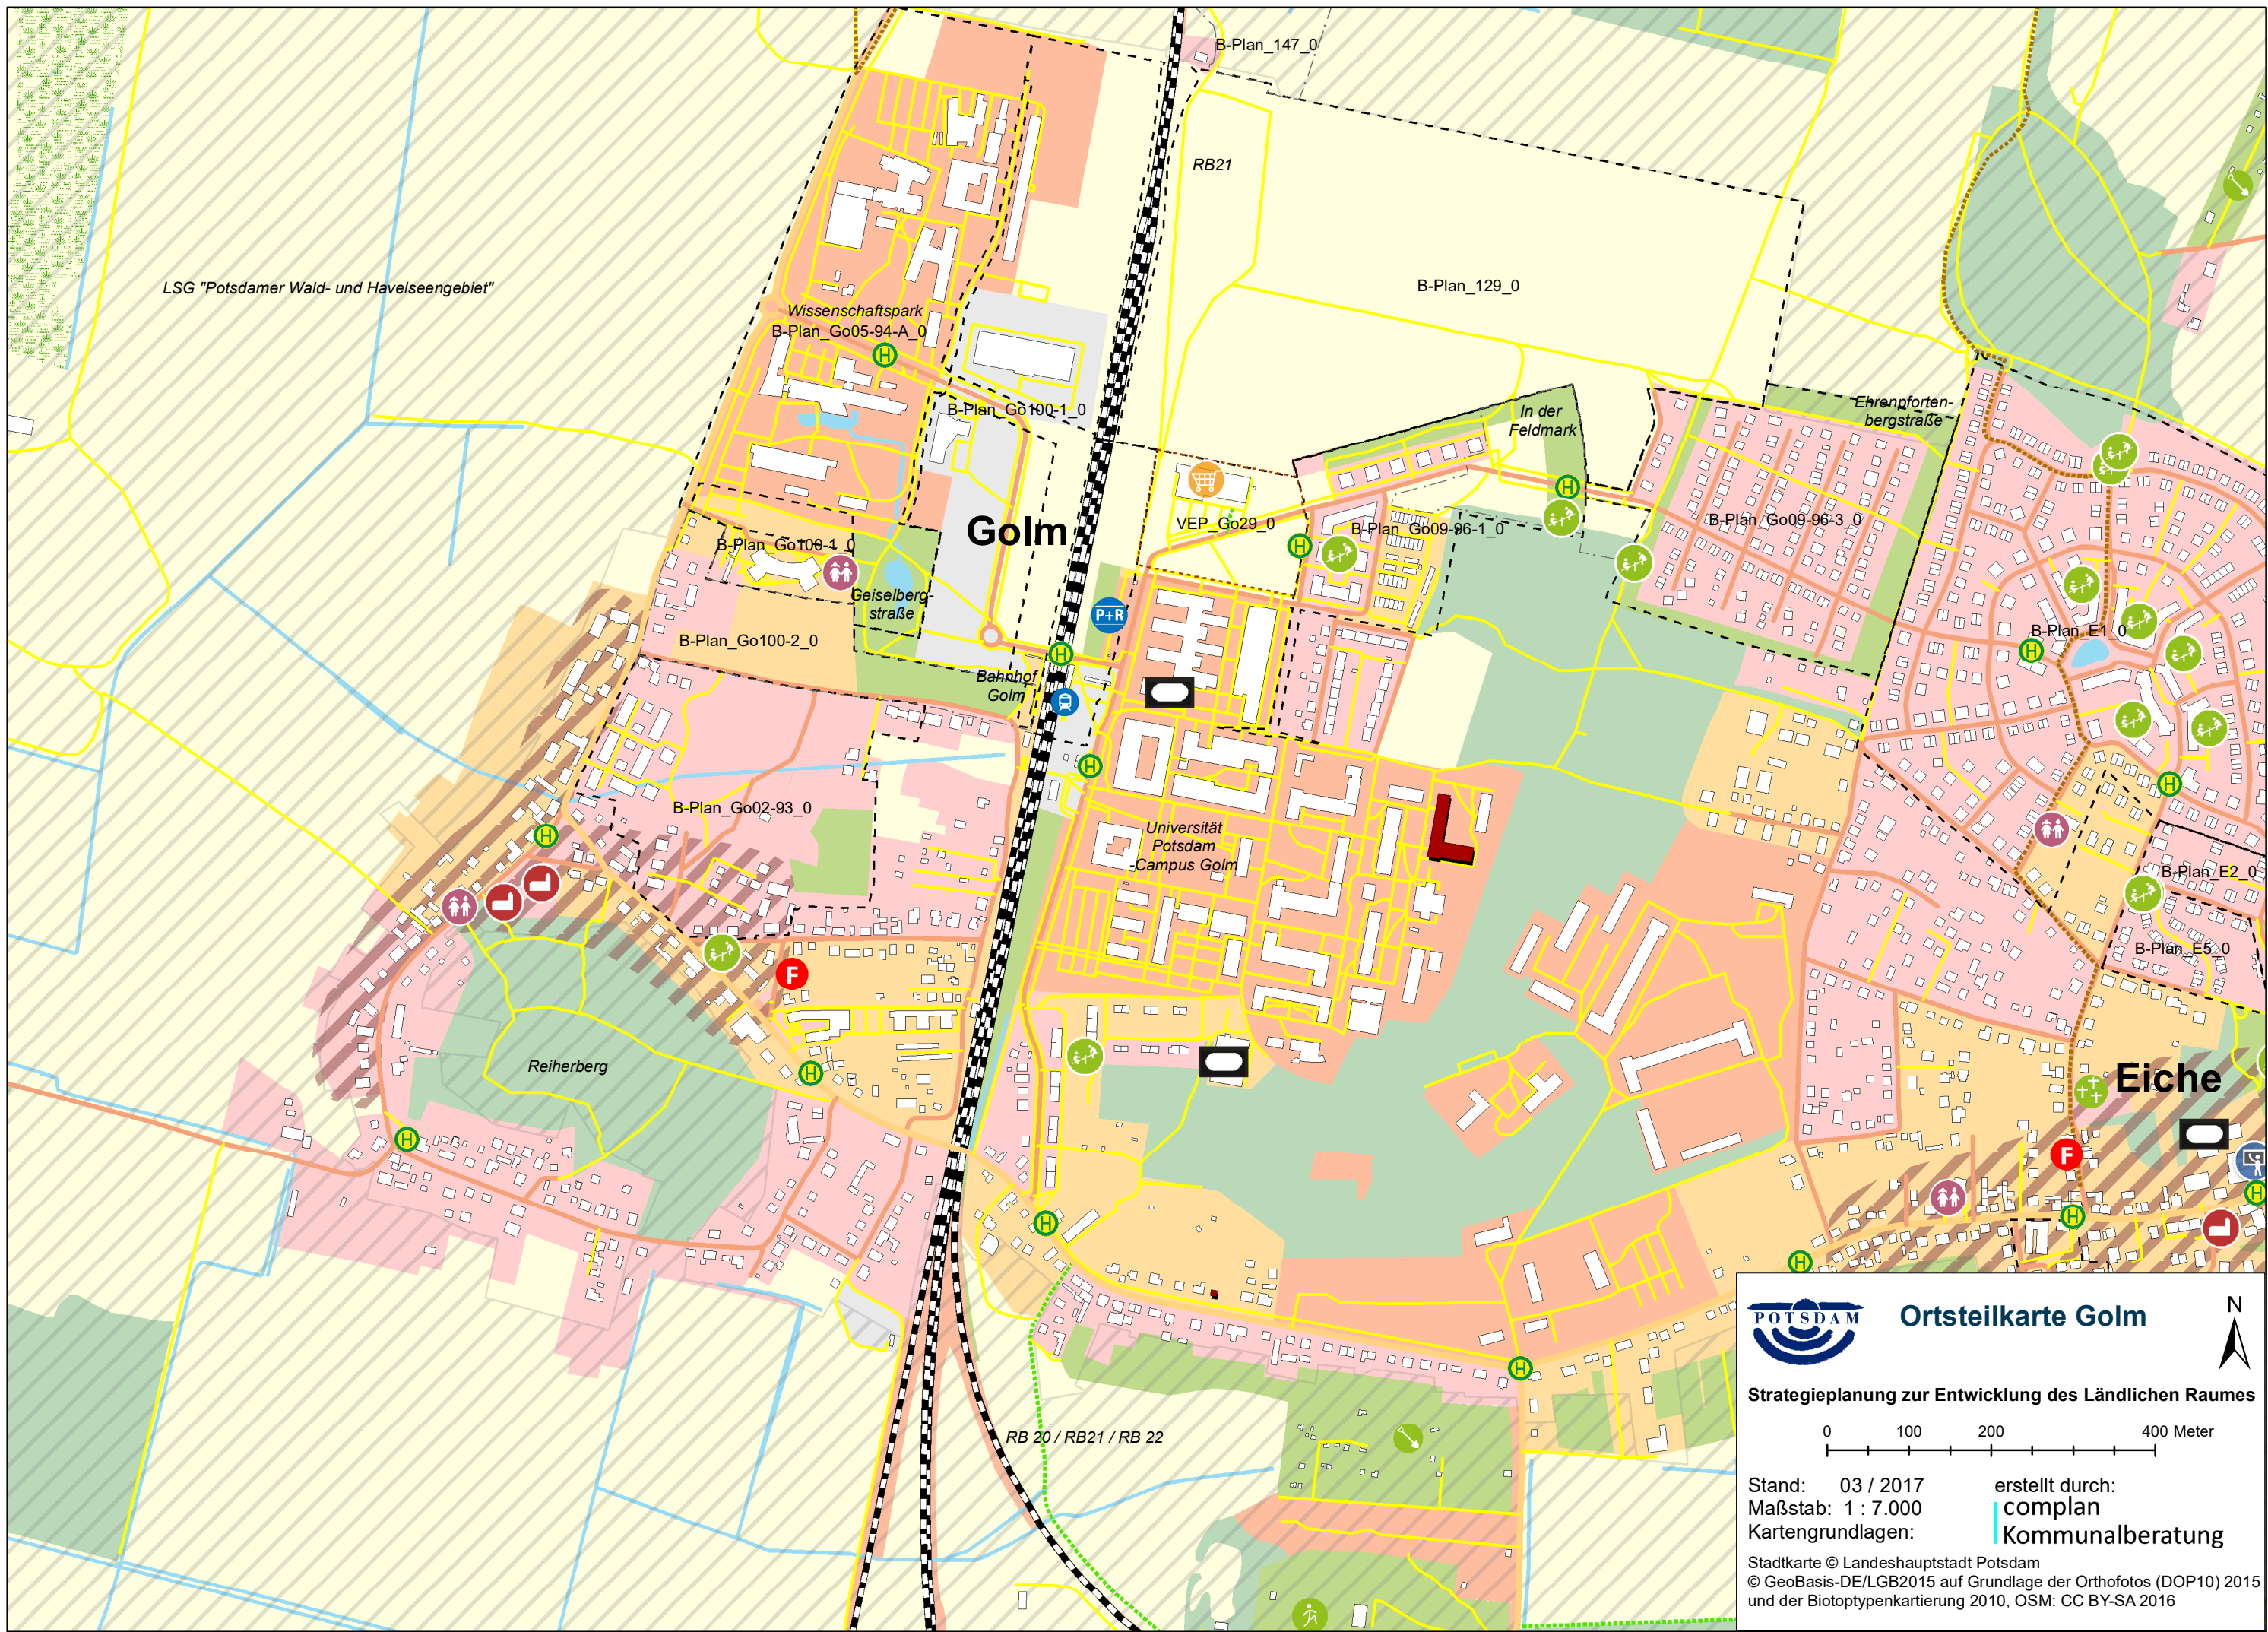 B-Plan_147_0
RB21
LSG "Potsdamer Wald- und Havelseengebiet"
B-Plan_129_0
Wissenschaftspark
B-Plan_Go05-94-A_0
H
B-Plan_Go100-1_0
In der
Feldmark
Ehrenpforten-
bergstraße
H
Golm
VEP_Go29_0
B-Plan_Go09-96-1_0
B-Plan_Go09-96-3_0
H
B-Plan_Go100-1_0
Geiselberg-
straße
P+R
B-Plan_Go100-2_0
B-Plan_E1_0
H
H
Bahnhof
Golm
H
H
B-Plan_Go02-93_0
H
Universität
Potsdam
-Campus Golm
B-Plan_E2_0
B-Plan_E5_0
F
Reiherberg
H
Eiche
H
F
H
H
H
H
H
RB 20 / RB21 / RB 22
POTSDAM
Ortsteilkarte Golm
N
Strategieplanung zur Entwicklung des Ländlichen Raumes
0 100 200 400 Meter
Stand: 03 / 2017
Maßstab: 1 : 7.000
Kartengrundlagen:
erstellt durch:
complan
Kommunalberatung
Stadtkarte © Landeshauptstadt Potsdam
© GeoBasis-DE/LGB2015 auf Grundlage der Orthofotos (DOP10) 2015
und der Biotoptypenkartierung 2010, OSM: CC BY-SA 2016